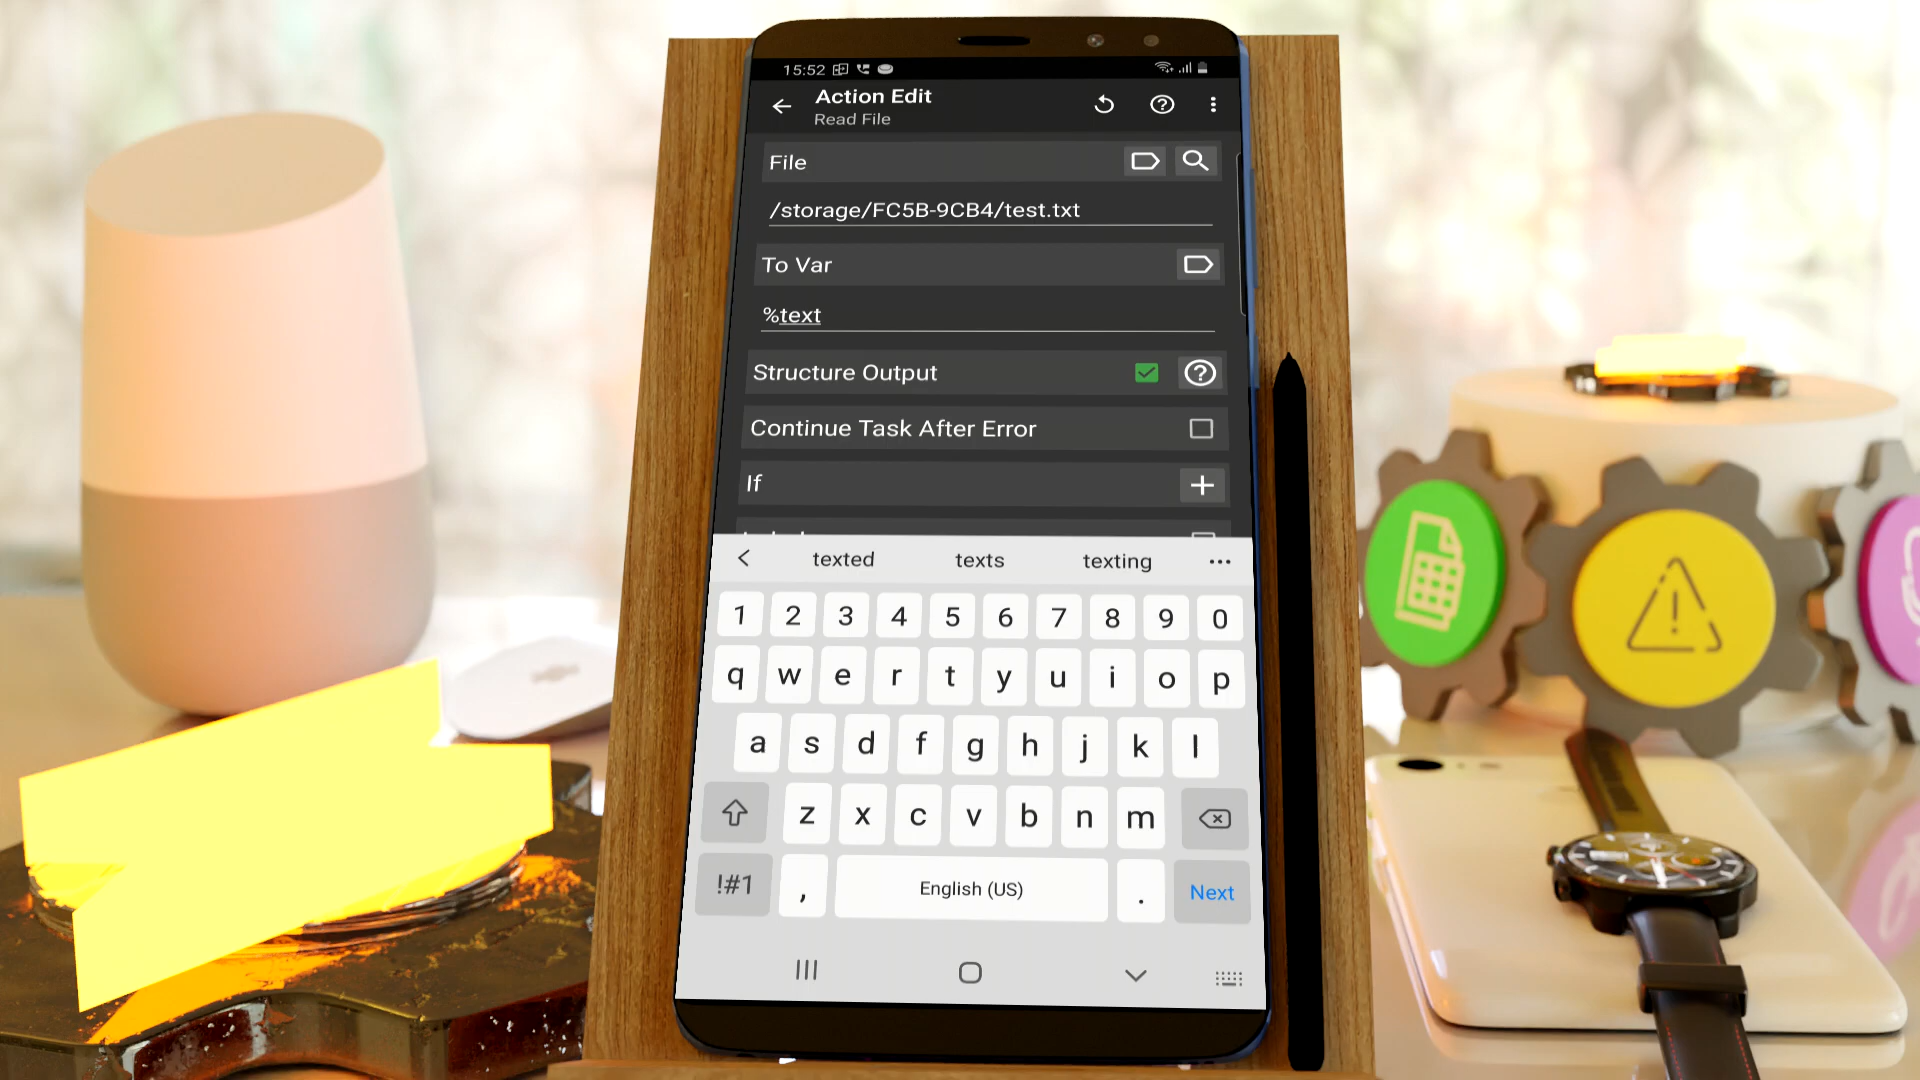 15:52
Action Edit
Read File
File
/storage/FC5B-9CB4/test.txt
To Var
%text
Structure Output
Continue Task After Error
If
texted texts texting
1 2 3 4 5 6 7 8 9 0
q w e r t y u i o p
a s d f g h j k l
z x c v b n m
!#1 , English (US) . Next